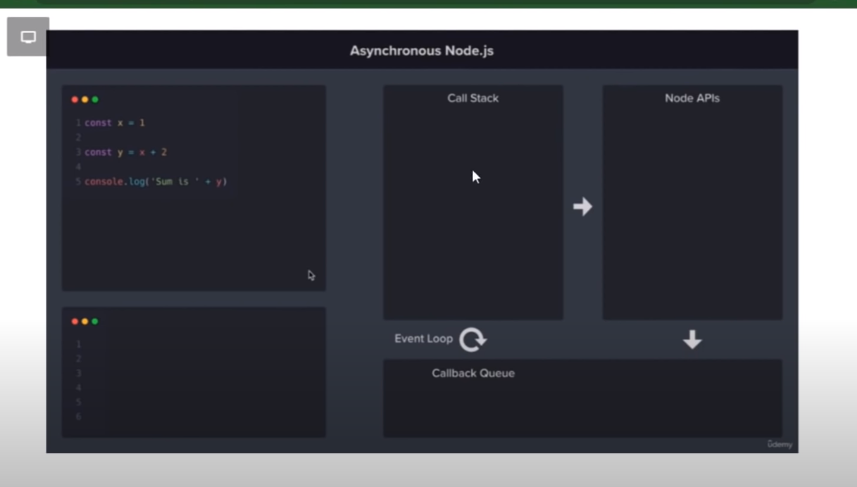 Asynchronous Node.js
1 const x = 1
2
3 const y = x + 2
4
5 console.log('Sum is ' + y)
1
2
3
4
5
6
Call Stack
Node APIs
Event Loop
Callback Queue
ûdemy